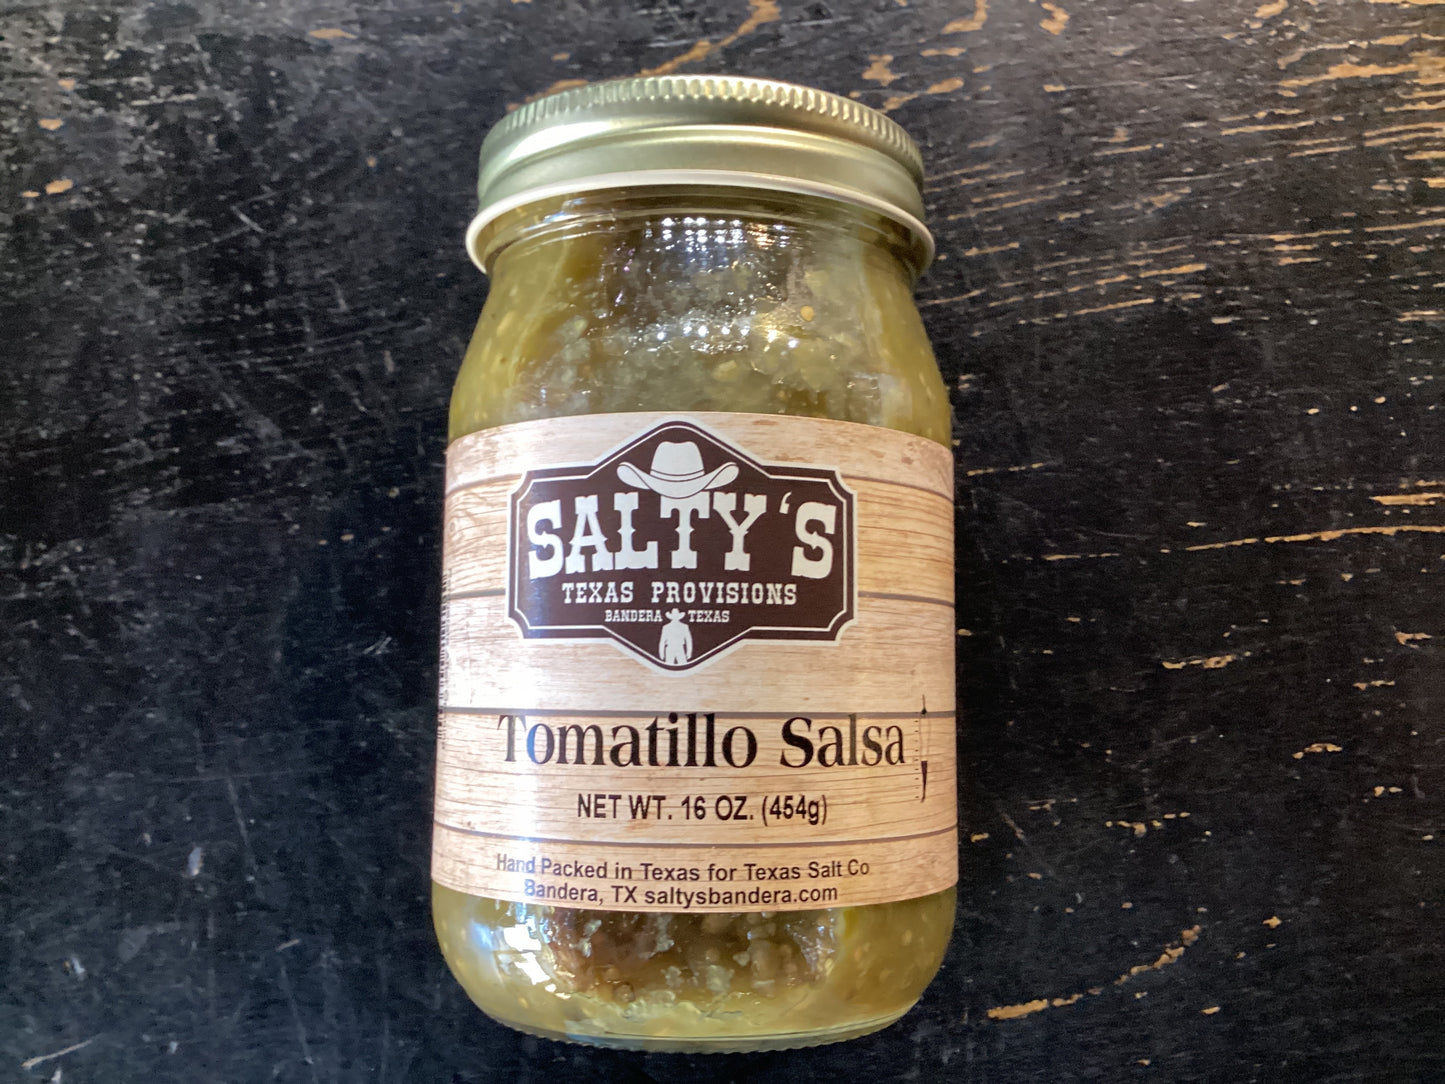 SALTY'S
TEXAS PROVISIONS
BANDERA TEXAS
Tomatillo Salsa
NET WT. 16 OZ. (454g)
Hand Packed in Texas for Texas Salt Co
Bandera, TX saltysbandera.com